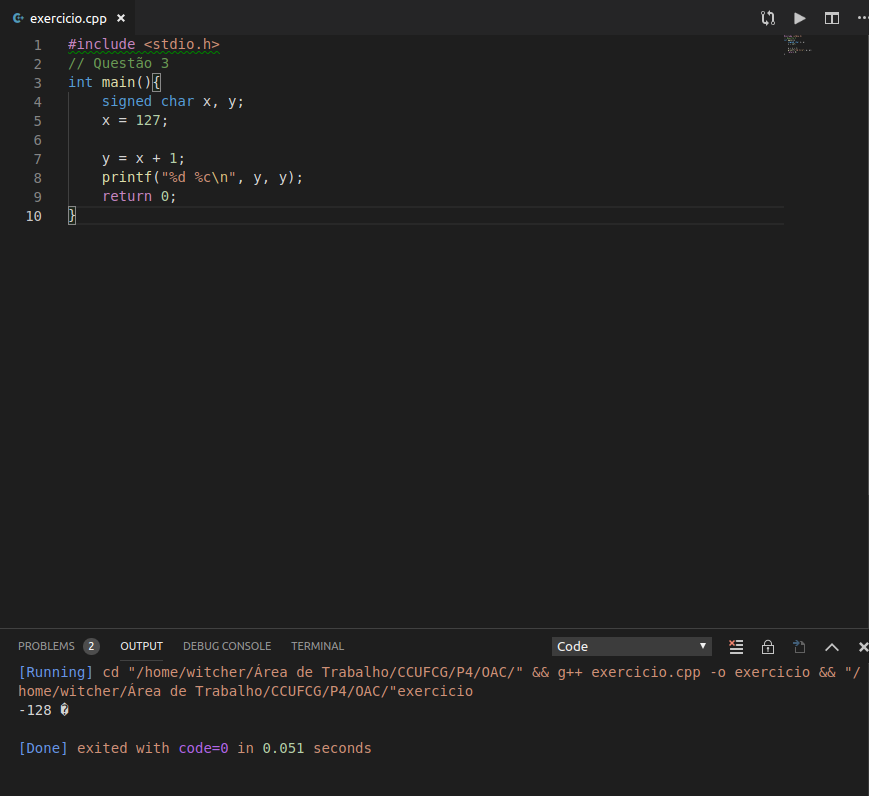 exercicio.cpp ×
1 #include <stdio.h>
2 // Questão 3
3 int main(){
4     signed char x, y;
5     x = 127;
6
7     y = x + 1;
8     printf("%d %c\n", y, y);
9     return 0;
10 }
PROBLEMS 2 OUTPUT DEBUG CONSOLE TERMINAL Code
[Running] cd "/home/witcher/Área de Trabalho/CCUFCG/P4/OAC/" && g++ exercicio.cpp -o exercicio && "/
home/witcher/Área de Trabalho/CCUFCG/P4/OAC/"exercicio
-128 �
[Done] exited with code=0 in 0.051 seconds